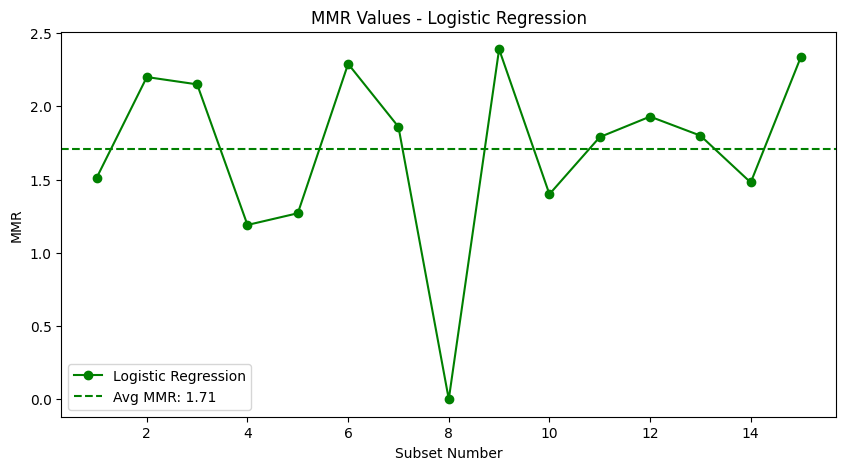 MMR Values - Logistic Regression
2.5
2.0
1.5
1.0
0.5
0.0
MMR
Logistic Regression
Avg MMR: 1.71
2 4 6 8 10 12 14
Subset Number